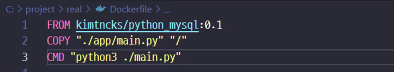 C: > project > real > Dockerfile > ...
1 FROM kimtncks/python_mysql:0.1
2 COPY "./app/main.py" "/"
3 CMD "python3 ./main.py"